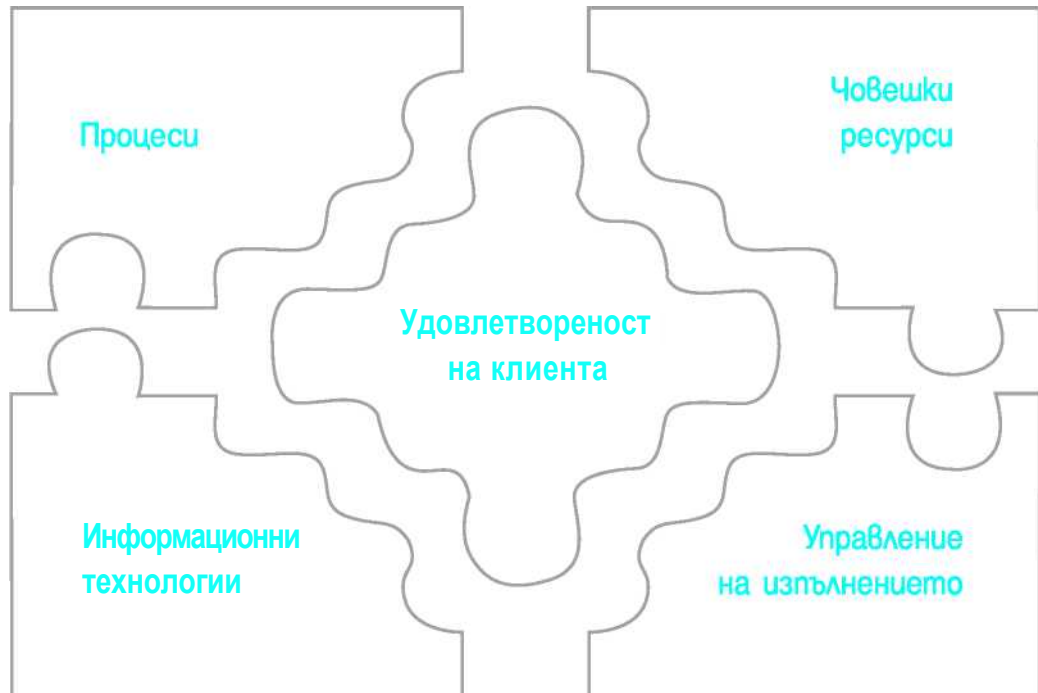 Процеси
Човешки
ресурси
Удовлетвореност
на клиента
Информационни
технологии
Управление
на изпълнението